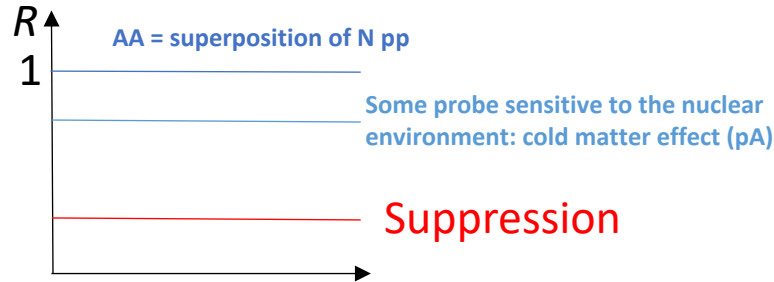 R
AA = superposition of N pp
1
Some probe sensitive to the nuclear
environment: cold matter effect (pA)
Suppression